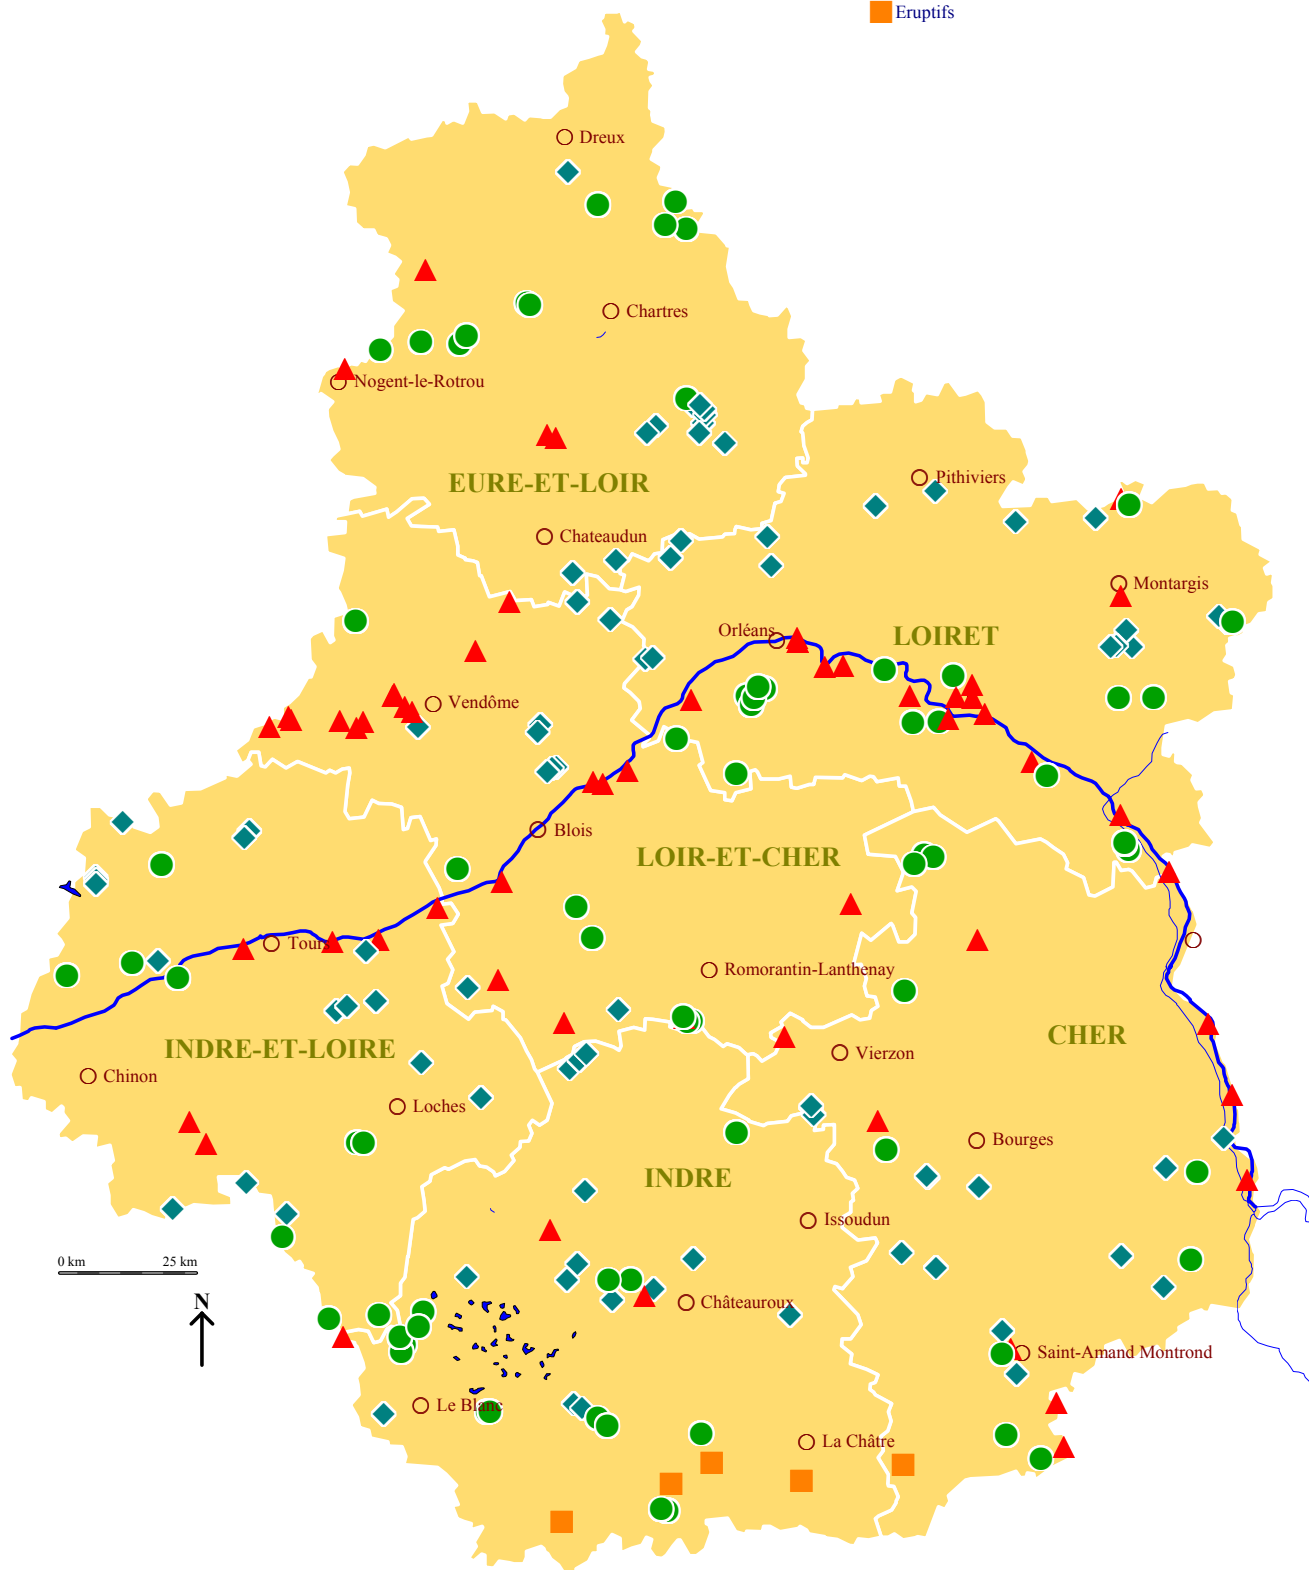 Eruptifs
Dreux
Chartres
Nogent-le-Rotrou
EURE-ET-LOIR
Pithiviers
Chateaudun
Montargis
Orléans
LOIRET
Vendôme
Blois
LOIR-ET-CHER
Tours
Romorantin-Lanthenay
CHER
INDRE-ET-LOIRE
Vierzon
Chinon
Loches
Bourges
INDRE
Issoudun
0 km 25 km
N
Châteauroux
Saint-Amand Montrond
Le Blanc
La Châtre